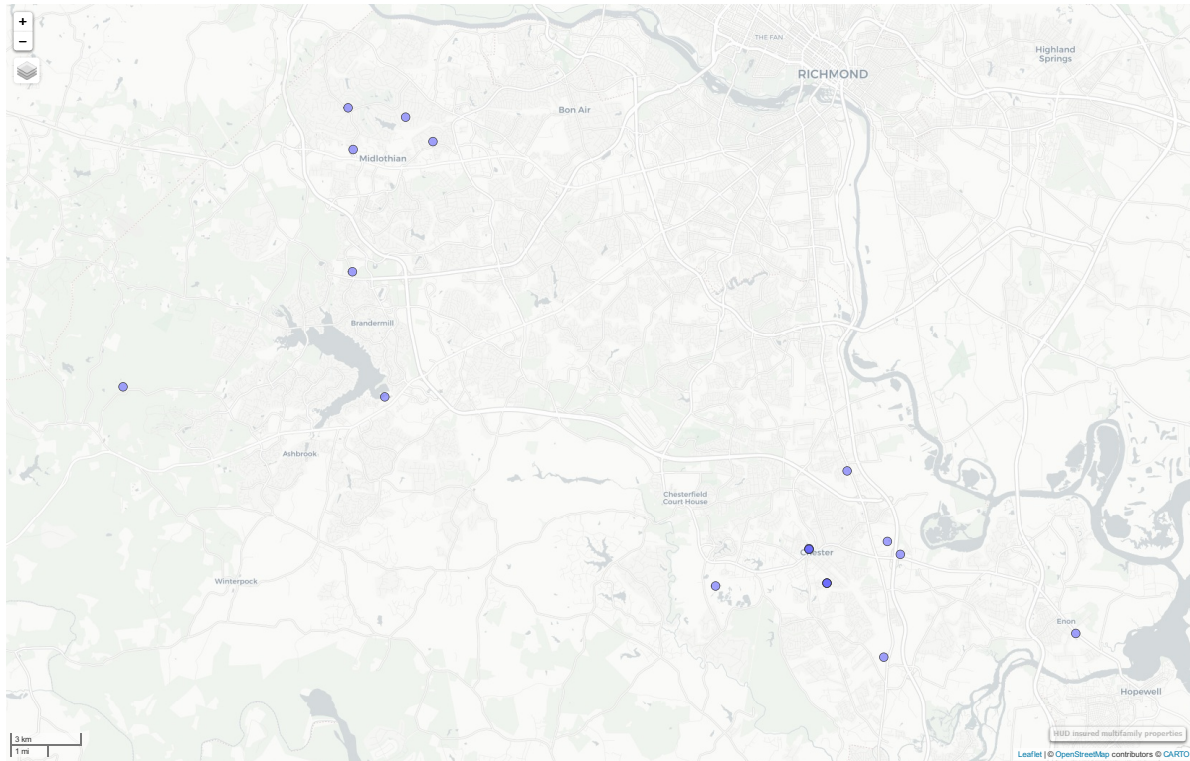 +
−
THE FAN
Highland
Springs
RICHMOND
Bon Air
Midlothian
Brandermill
Ashbrook
Chesterfield
Court House
Chester
Winterpock
Enon
Hopewell
3 km
1 mi
HUD insured multifamily properties
Leaflet | © OpenStreetMap contributors © CARTO